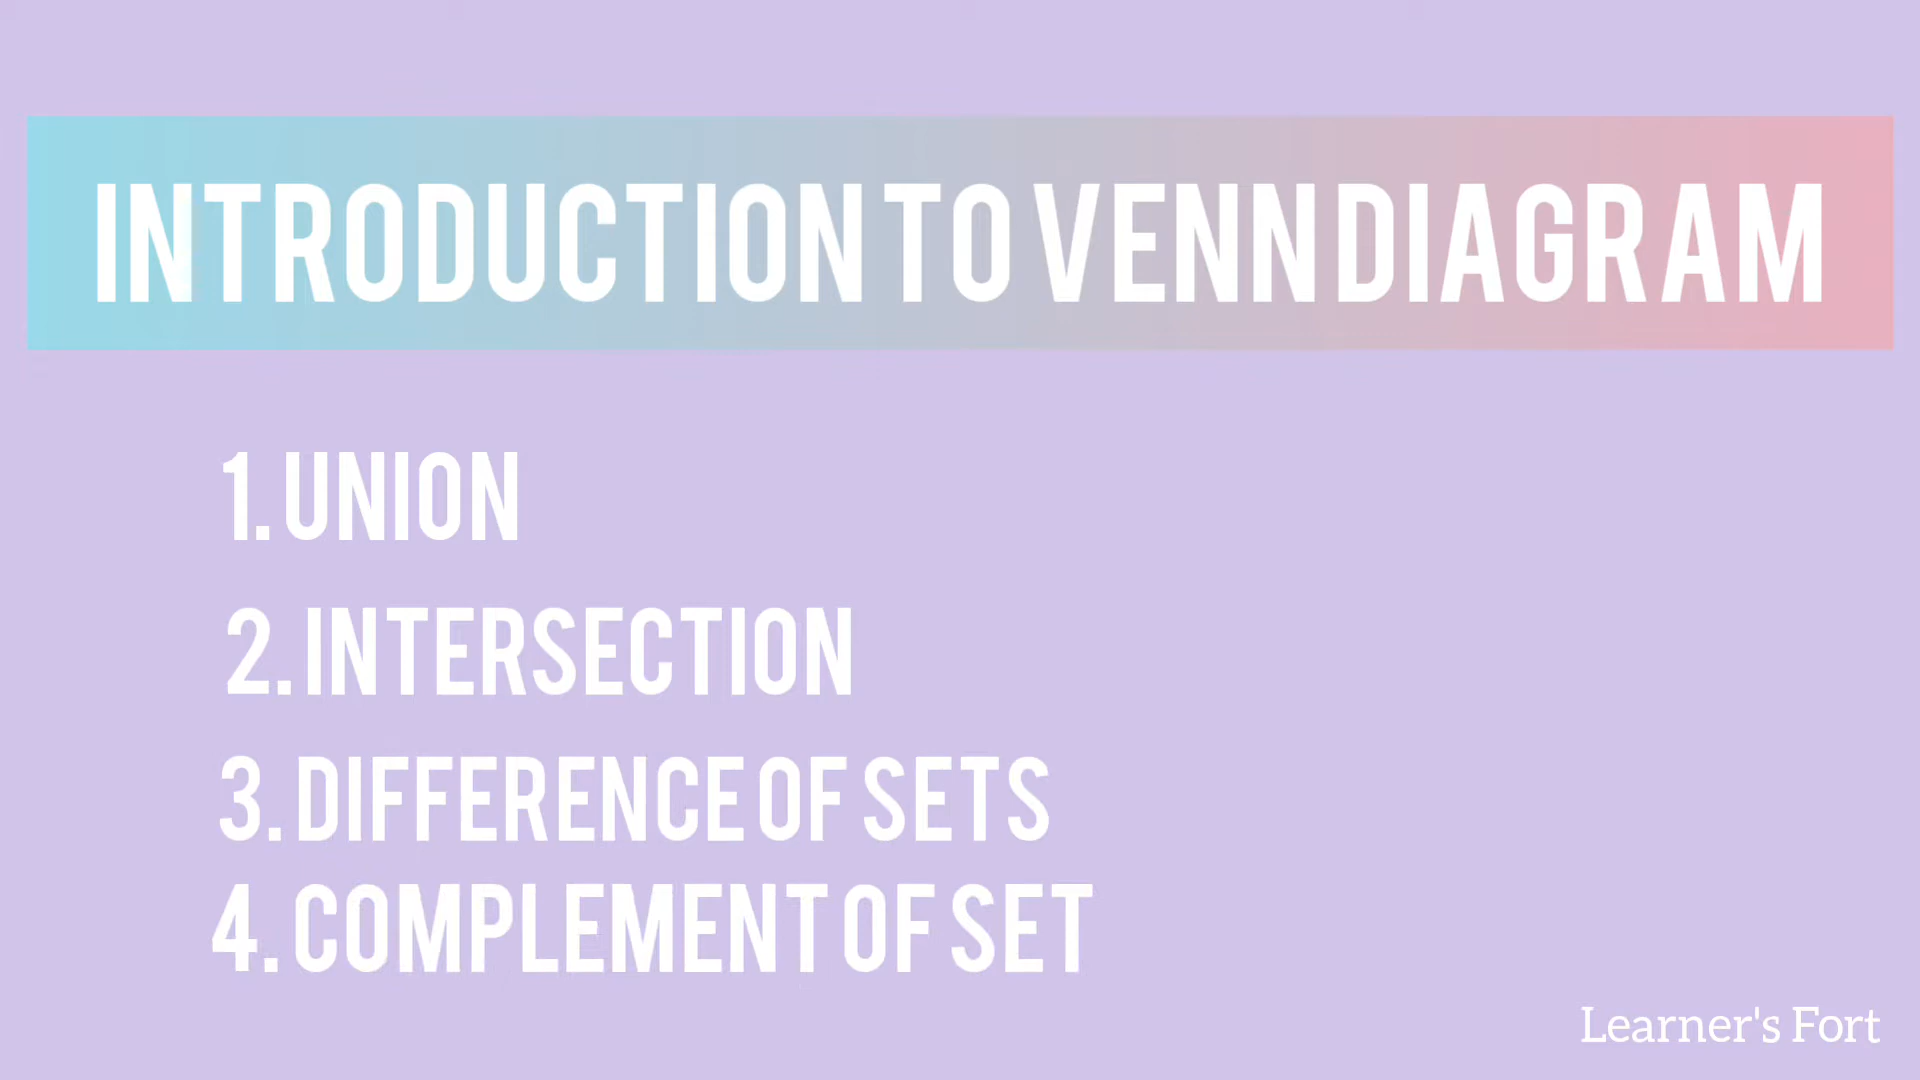 INTRODUCTION TO VENN DIAGRAM
1. UNION
2. INTERSECTION
3. DIFFERENCE OF SETS
4. COMPLEMENT OF SET
Learner's Fort